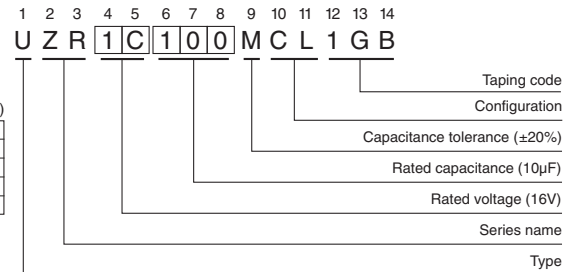 1 2 3 4 5 6 7 8 9 10 11 12 13 14
U Z R 1 C 1 0 0 M C L 1 G B
Taping code
)
Configuration
Capacitance tolerance (±20%)
Rated capacitance (10µF)
Rated voltage (16V)
Series name
Type